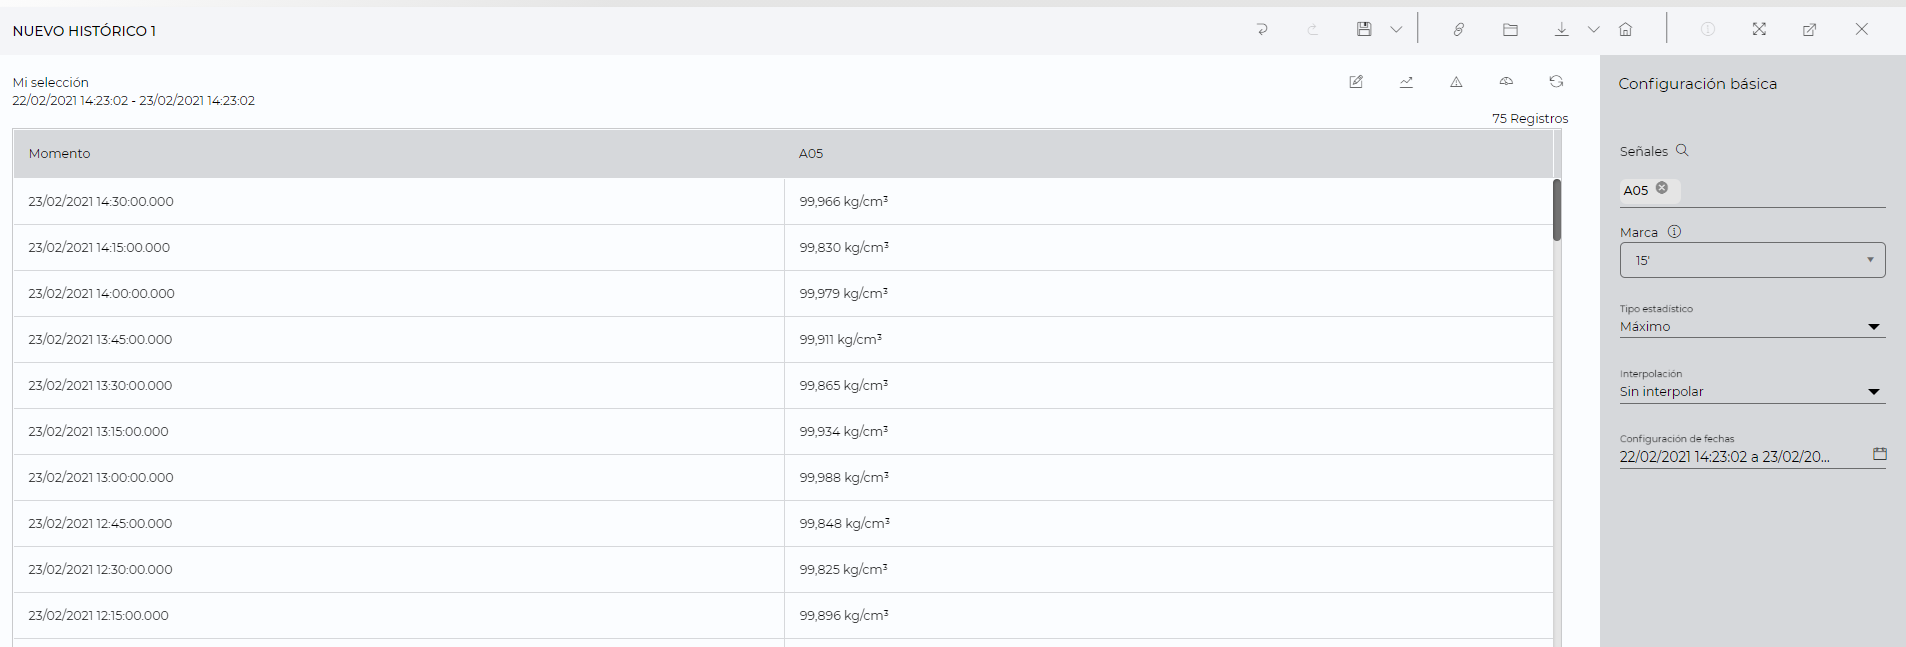 NUEVO HISTÓRICO 1
Mi selección
22/02/2021 14:23:02 - 23/02/2021 14:23:02
75 Registros
Momento A05
23/02/2021 14:30:00.000 99,966 kg/cm³
23/02/2021 14:15:00.000 99,830 kg/cm³
23/02/2021 14:00:00.000 99,979 kg/cm³
23/02/2021 13:45:00.000 99,911 kg/cm³
23/02/2021 13:30:00.000 99,865 kg/cm³
23/02/2021 13:15:00.000 99,934 kg/cm³
23/02/2021 13:00:00.000 99,988 kg/cm³
23/02/2021 12:45:00.000 99,848 kg/cm³
23/02/2021 12:30:00.000 99,825 kg/cm³
23/02/2021 12:15:00.000 99,896 kg/cm³
Configuración básica
Señales
A05
Marca
15'
Tipo estadístico
Máximo
Interpolación
Sin interpolar
Configuración de fechas
22/02/2021 14:23:02 a 23/02/20...